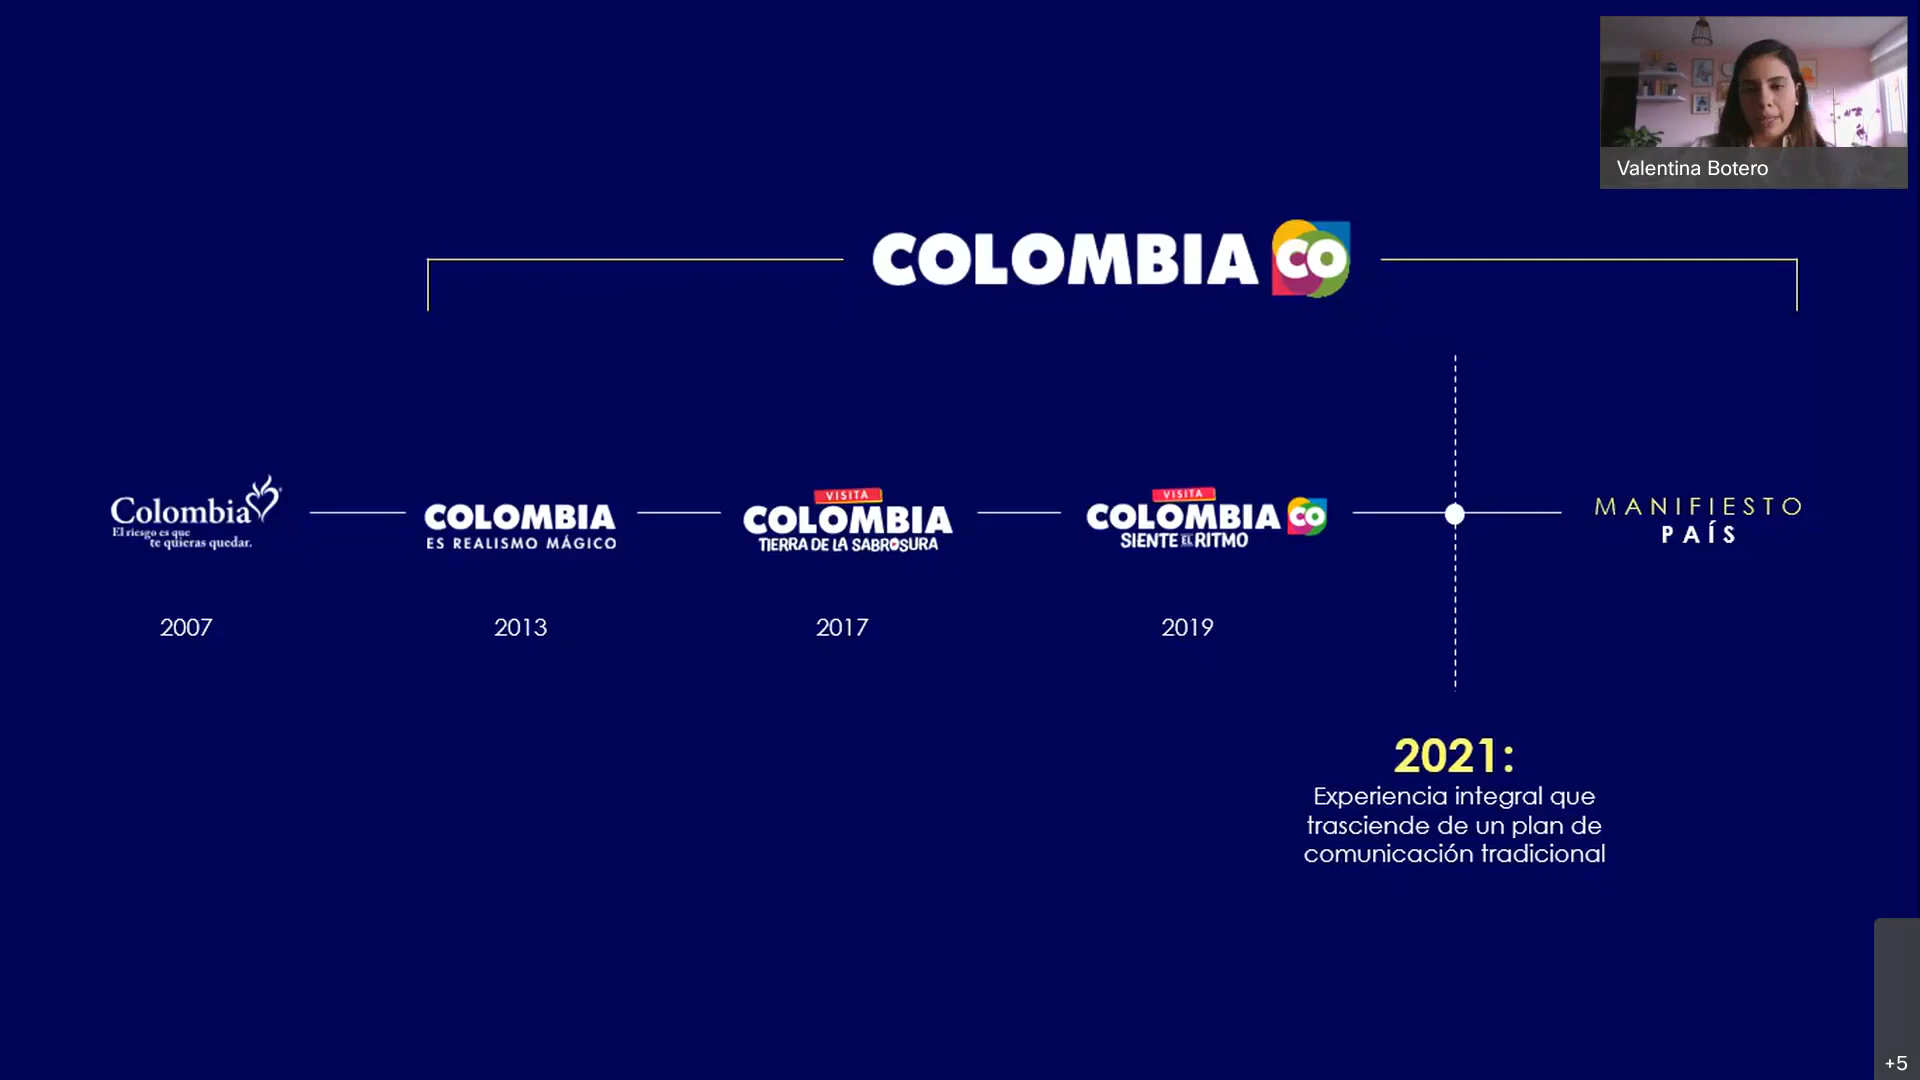 Valentina Botero
COLOMBIA CO
Colombia
El riesgo es que
te quieras quedar.
2007
COLOMBIA
ES REALISMO MÁGICO
2013
VISITA
COLOMBIA
TIERRA DE LA SABROSURA
2017
VISITA
COLOMBIA CO
SIENTE EL RITMO
2019
MANIFIESTO
PAÍS
2021:
Experiencia integral que
trasciende de un plan de
comunicación tradicional
+5